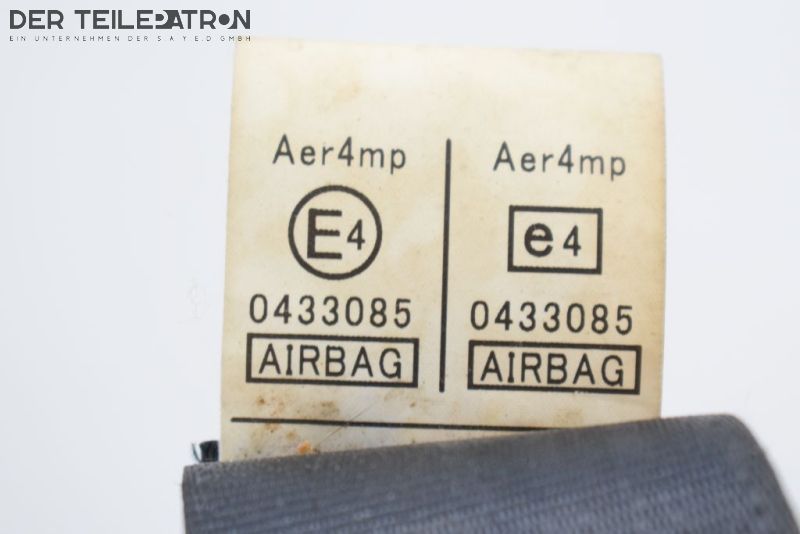 DER TEILEPATRON
EIN UNTERNEHMEN DER S A Y E.D GMBH
Aer4mp
E4
0433085
AIRBAG
Aer4mp
e4
0433085
AIRBAG